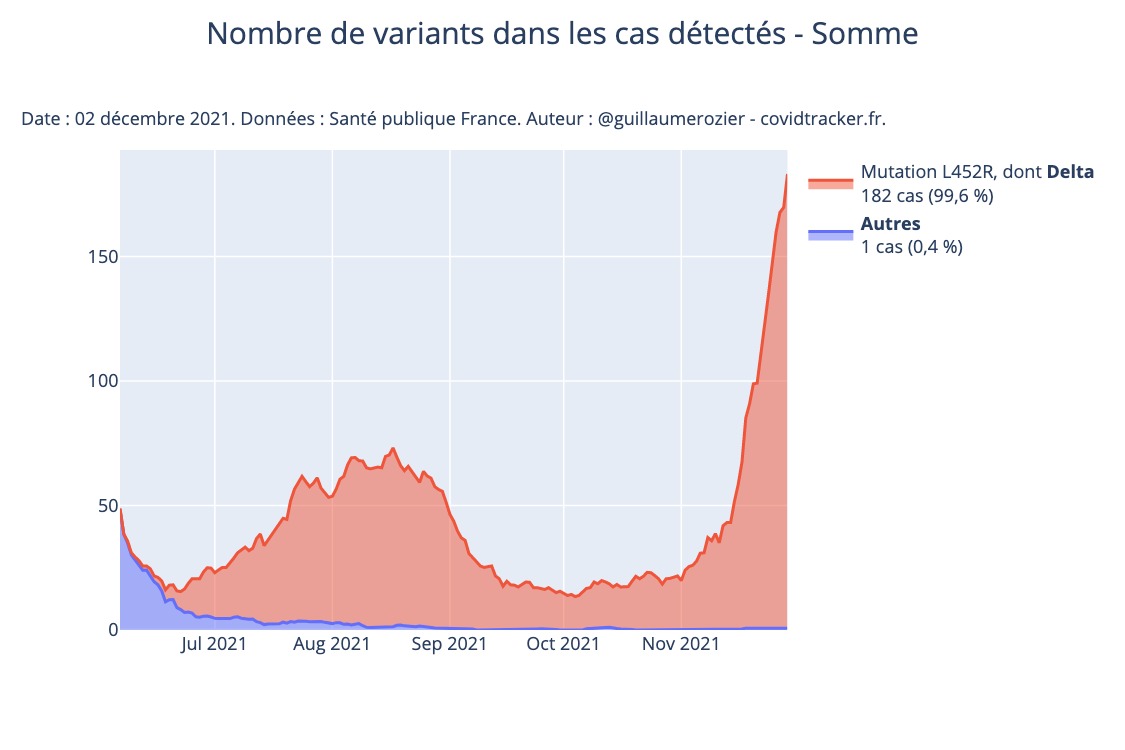 Nombre de variants dans les cas détectés - Somme
Date : 02 décembre 2021. Données : Santé publique France. Auteur : @guillaumerozier - covidtracker.fr.
Mutation L452R, dont Delta
182 cas (99,6 %)
Autres
1 cas (0,4 %)
150
100
50
0
Jul 2021
Aug 2021
Sep 2021
Oct 2021
Nov 2021